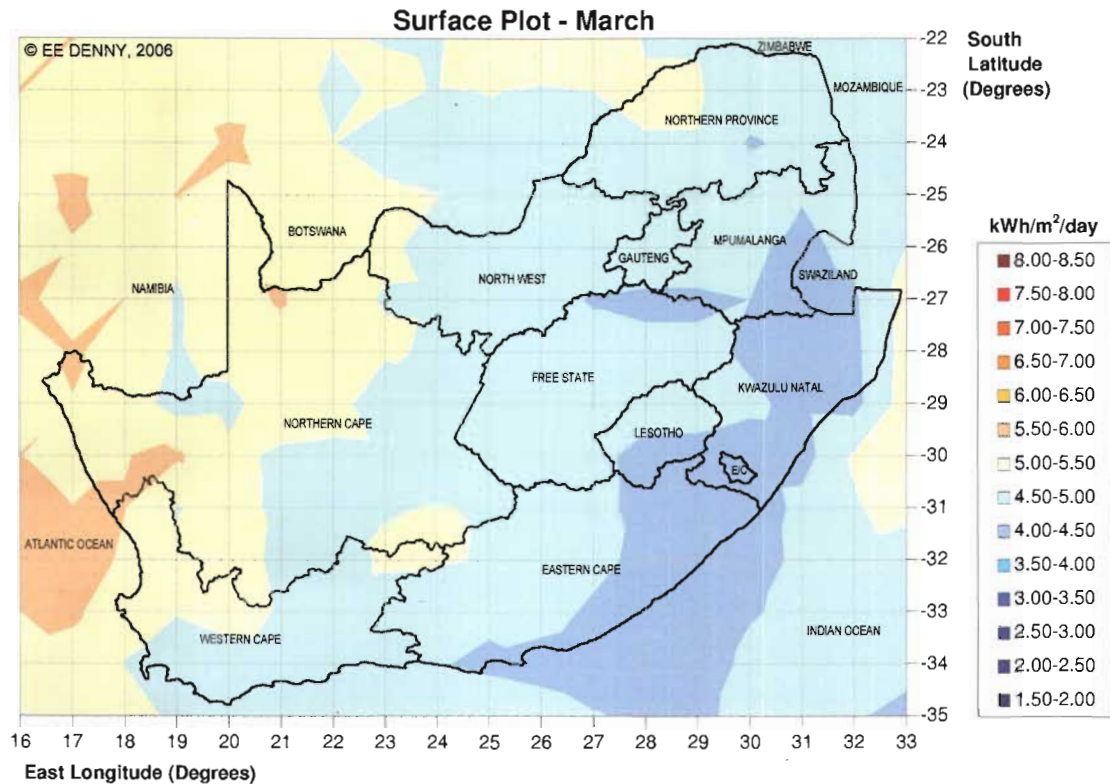 Surface Plot - March
© EE DENNY, 2006
ZIMBABWE
MOZAMBIQUE
NORTHERN PROVINCE
BOTSWANA
MPUMALANGA
GAUTENG
NAMIBIA
NORTH WEST
SWAZILAND
FREE STATE
KWAZULU NATAL
NORTHERN CAPE
LESOTHO
E/C
ATLANTIC OCEAN
EASTERN CAPE
WESTERN CAPE
INDIAN OCEAN
-22
-23
-24
-25
-26
-27
-28
-29
-30
-31
-32
-33
-34
-35
South
Latitude
(Degrees)
16 17 18 19 20 21 22 23 24 25 26 27 28 29 30 31 32 33
East Longitude (Degrees)
kWh/m²/day
8.00-8.50
7.50-8.00
7.00-7.50
6.50-7.00
6.00-6.50
5.50-6.00
5.00-5.50
4.50-5.00
4.00-4.50
3.50-4.00
3.00-3.50
2.50-3.00
2.00-2.50
1.50-2.00